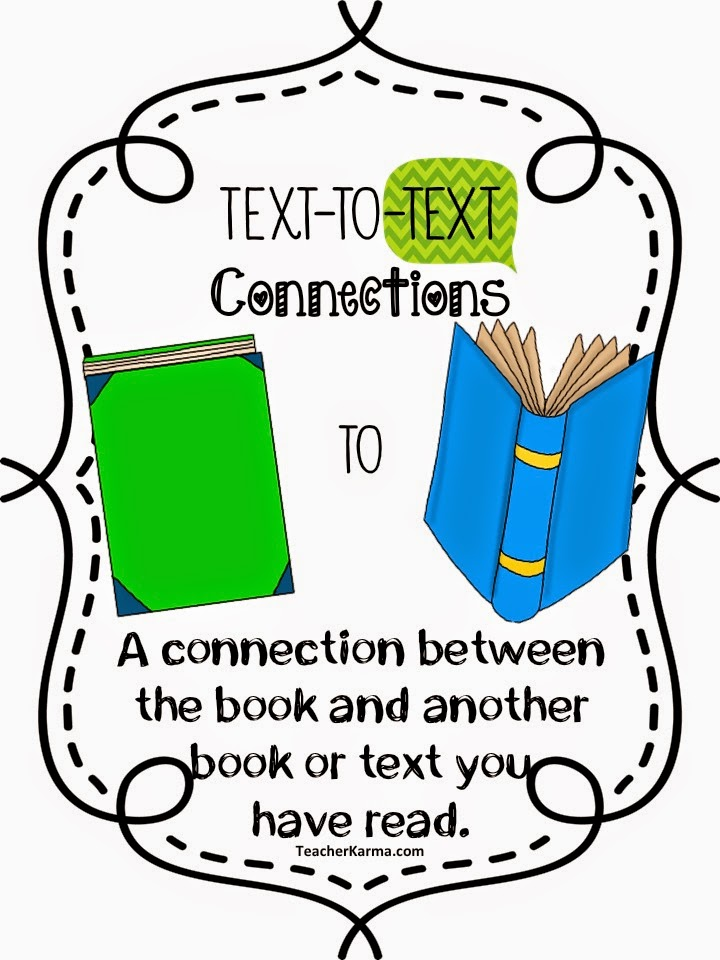 TEXT-TO-TEXT
Connections
TO
A connection between
the book and another
book or text you
have read.
TeacherKarma.com